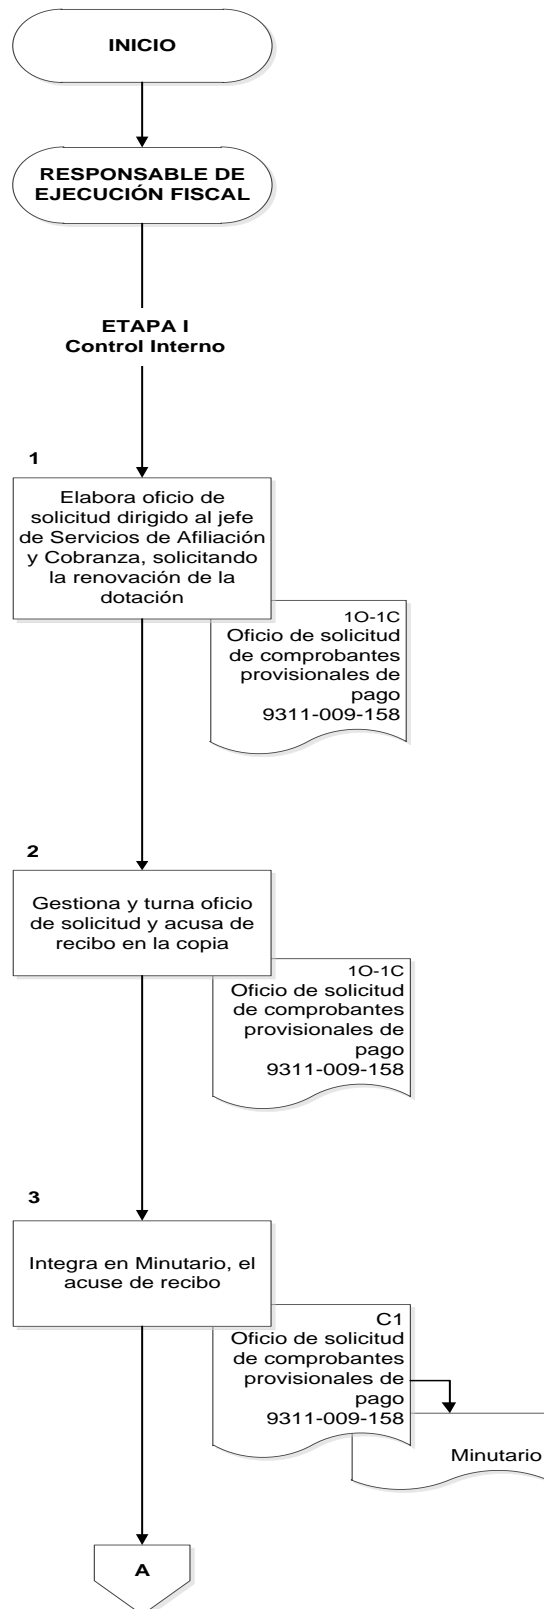 INICIO
RESPONSABLE DE
EJECUCIÓN FISCAL
ETAPA I
Control Interno
1
Elabora oficio de
solicitud dirigido al jefe
de Servicios de Afiliación
y Cobranza, solicitando
la renovación de la
dotación
1O-1C
Oficio de solicitud
de comprobantes
provisionales de
pago
9311-009-158
2
Gestiona y turna oficio
de solicitud y acusa de
recibo en la copia
1O-1C
Oficio de solicitud
de comprobantes
provisionales de
pago
9311-009-158
3
Integra en Minutario, el
acuse de recibo
C1
Oficio de solicitud
de comprobantes
provisionales de
pago
9311-009-158
Minutario
A